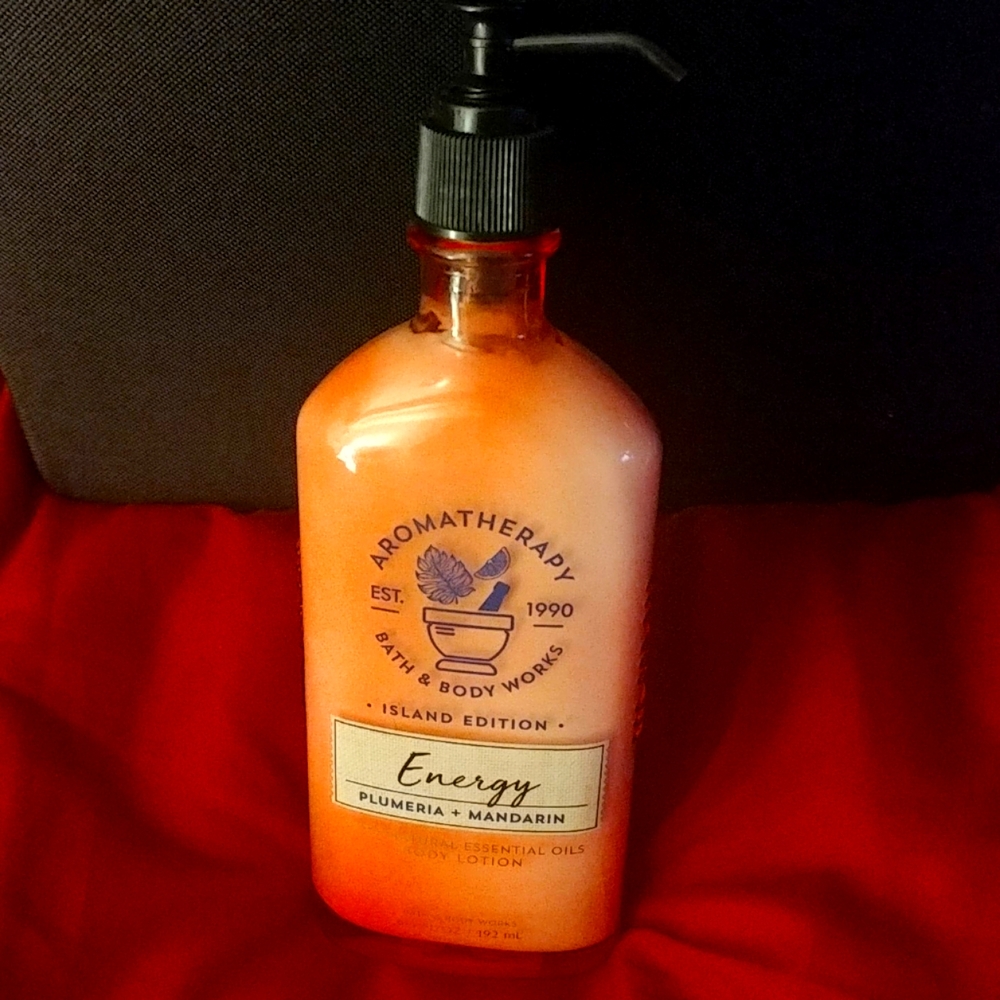 AROMATHERAPY
EST. 1990
BATH & BODY WORKS
• ISLAND EDITION •
Energy
PLUMERIA + MANDARIN
ESSENTIAL OILS
BODY LOTION
192 mL